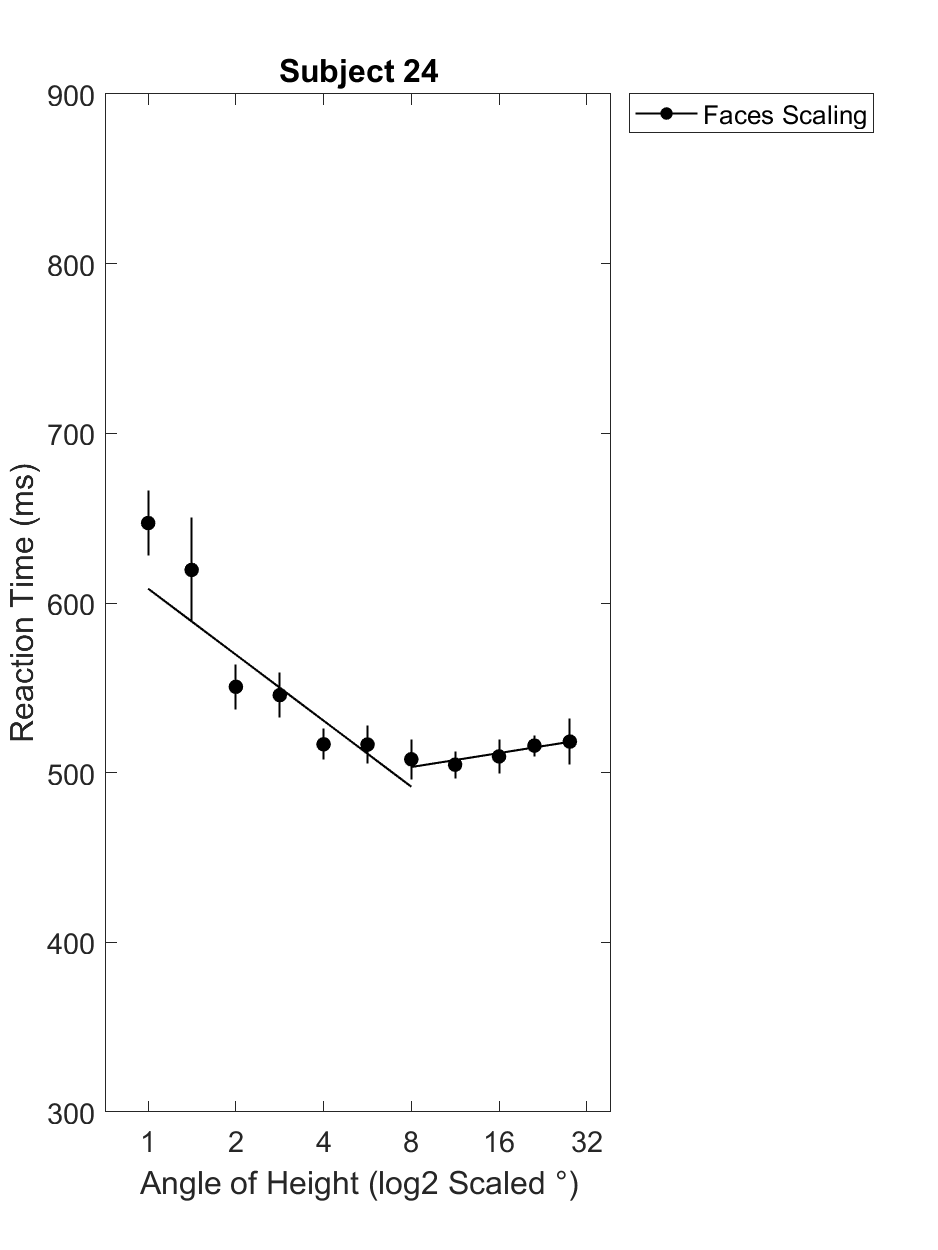 Subject 24
Faces Scaling
900
800
700
600
500
400
300
Reaction Time (ms)
1 2 4 8 16 32
Angle of Height (log2 Scaled °)